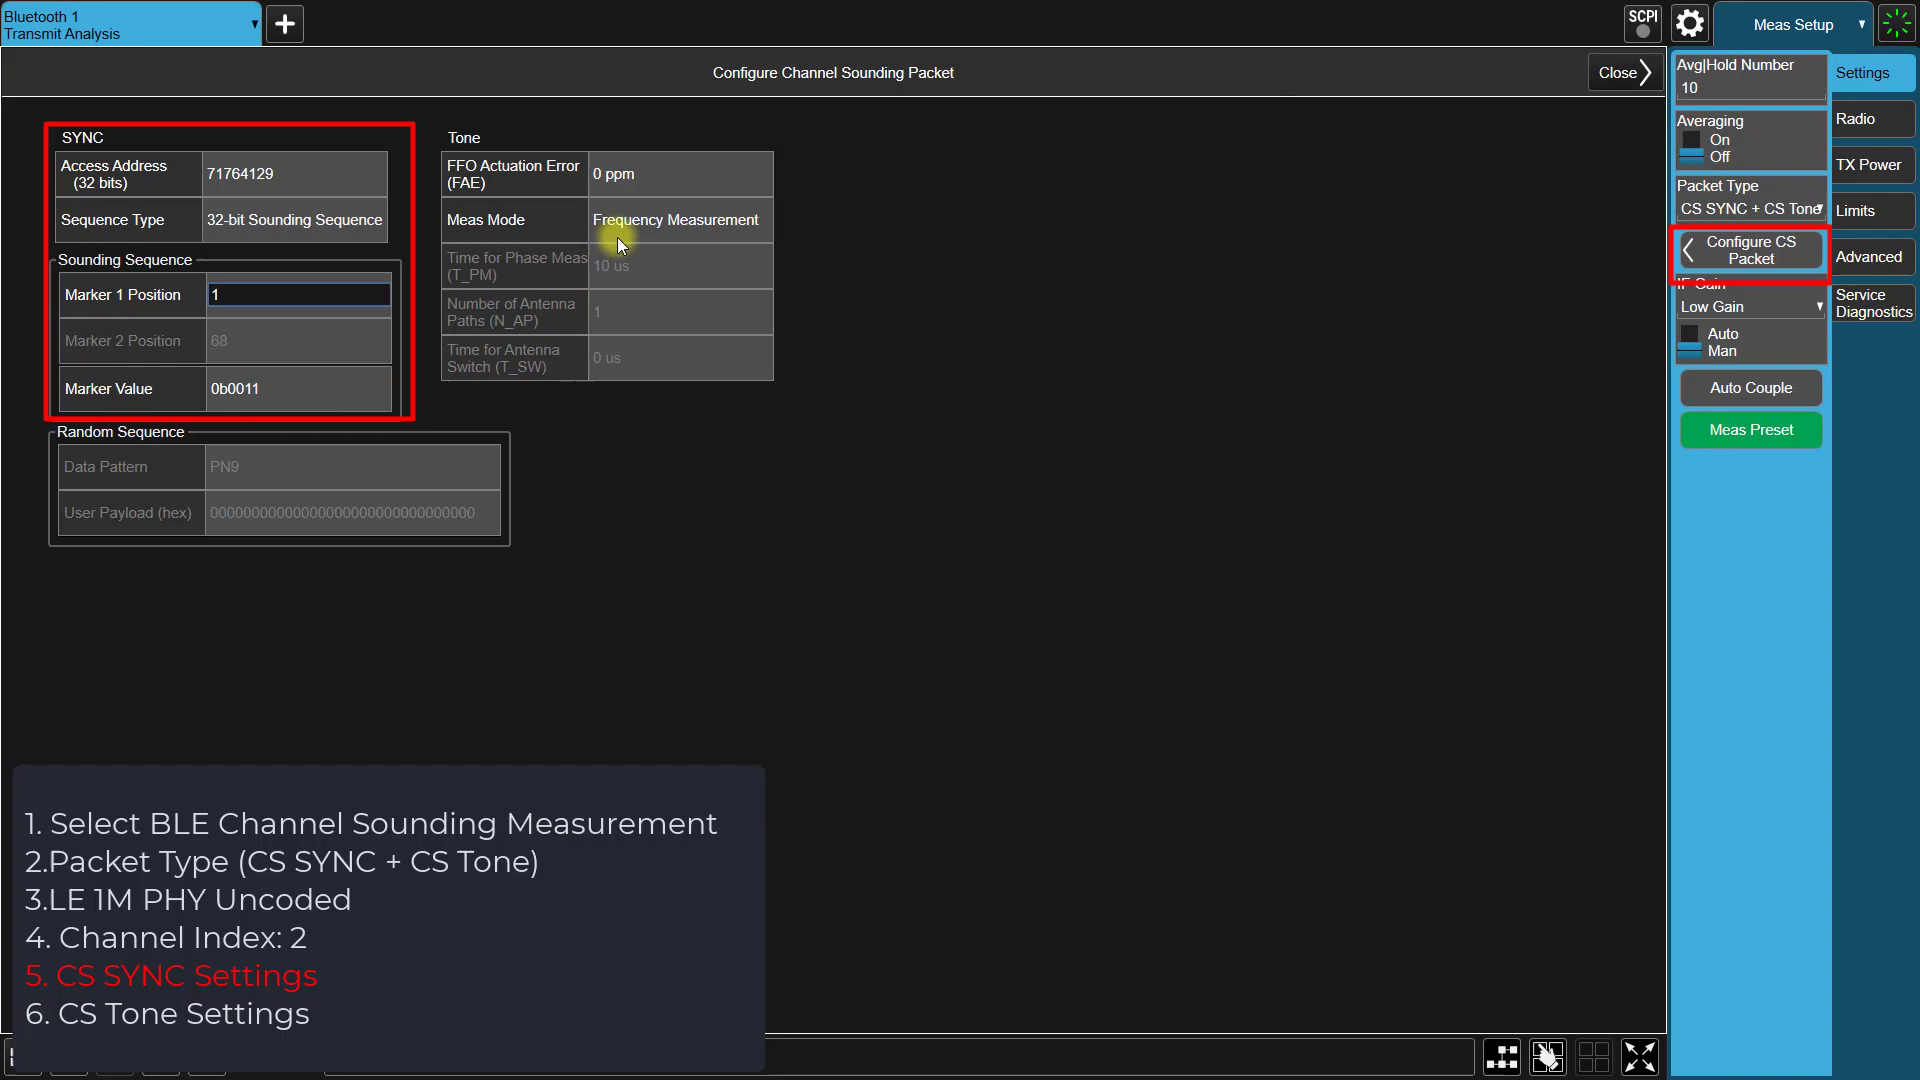 Bluetooth 1
Transmit Analysis
SCPI
Meas Setup
Configure Channel Sounding Packet
Close
Avg|Hold Number
10
Settings
Averaging
On
Off
Radio
Packet Type
CS SYNC + CS Tone
TX Power
Limits
Configure CS
Packet
Advanced
Low Gain
Service
Diagnostics
Auto
Man
Auto Couple
Meas Preset
SYNC
Access Address
(32 bits)
71764129
Sequence Type
32-bit Sounding Sequence
Sounding Sequence
Marker 1 Position
1
Marker 2 Position
68
Marker Value
0b0011
Random Sequence
Data Pattern
PN9
User Payload (hex)
00000000000000000000000000000000
Tone
FFO Actuation Error
(FAE)
0 ppm
Meas Mode
Frequency Measurement
Time for Phase Meas
(T_PM)
10 us
Number of Antenna
Paths (N_AP)
1
Time for Antenna
Switch (T_SW)
0 us
1. Select BLE Channel Sounding Measurement
2.Packet Type (CS SYNC + CS Tone)
3.LE 1M PHY Uncoded
4. Channel Index: 2
5. CS SYNC Settings
6. CS Tone Settings